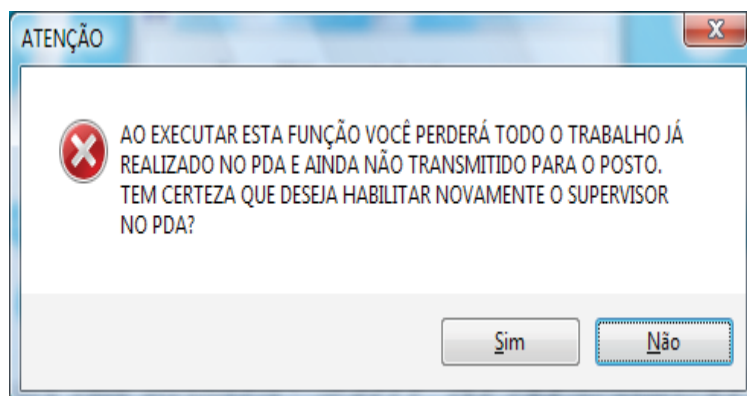 ATENÇÃO
AO EXECUTAR ESTA FUNÇÃO VOCÊ PERDERÁ TODO O TRABALHO JÁ
REALIZADO NO PDA E AINDA NÃO TRANSMITIDO PARA O POSTO.
TEM CERTEZA QUE DESEJA HABILITAR NOVAMENTE O SUPERVISOR
NO PDA?
Sim
Não